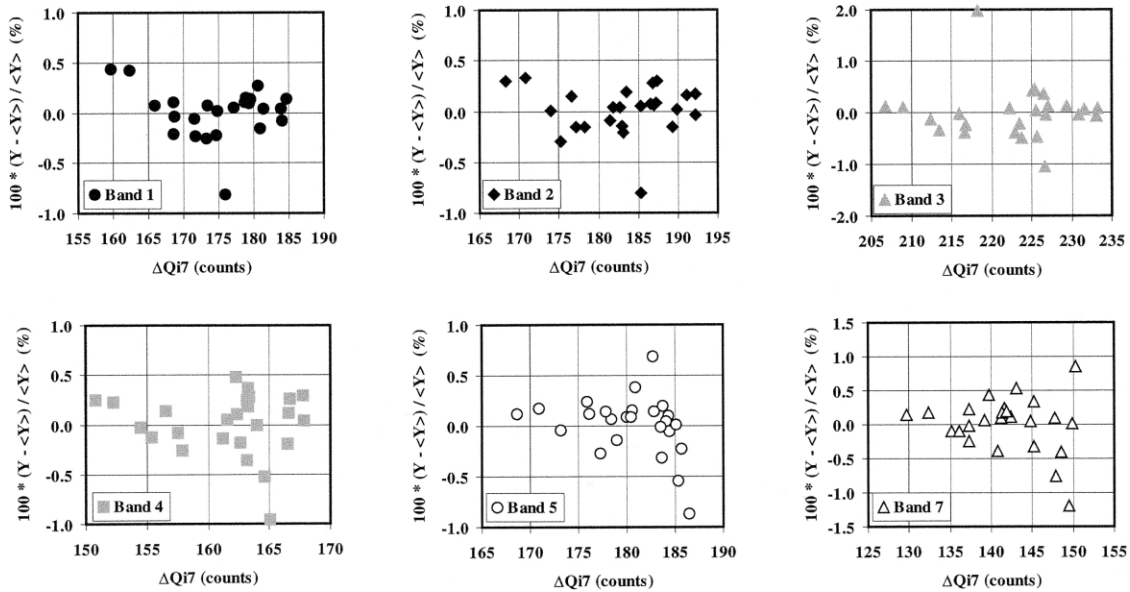 100 * (Y - <Y>) / <Y> (%)
1.0
0.5
0.0
-0.5
-1.0
Band 1
155 160 165 170 175 180 185 190
ΔQi7 (counts)
100 * (Y - <Y>) / <Y> (%)
1.0
0.5
0.0
-0.5
-1.0
Band 2
165 170 175 180 185 190 195
ΔQi7 (counts)
100 * (Y - <Y>) / <Y> (%)
2.0
1.0
0.0
-1.0
-2.0
Band 3
205 210 215 220 225 230 235
ΔQi7 (counts)
100 * (Y - <Y>) / <Y> (%)
1.0
0.5
0.0
-0.5
-1.0
Band 4
150 155 160 165 170
ΔQi7 (counts)
100 * (Y - <Y>) / <Y> (%)
1.0
0.5
0.0
-0.5
-1.0
Band 5
165 170 175 180 185 190
ΔQi7 (counts)
100 * (Y - <Y>) / <Y> (%)
1.5
1.0
0.5
0.0
-0.5
-1.0
-1.5
Band 7
125 130 135 140 145 150 155
ΔQi7 (counts)